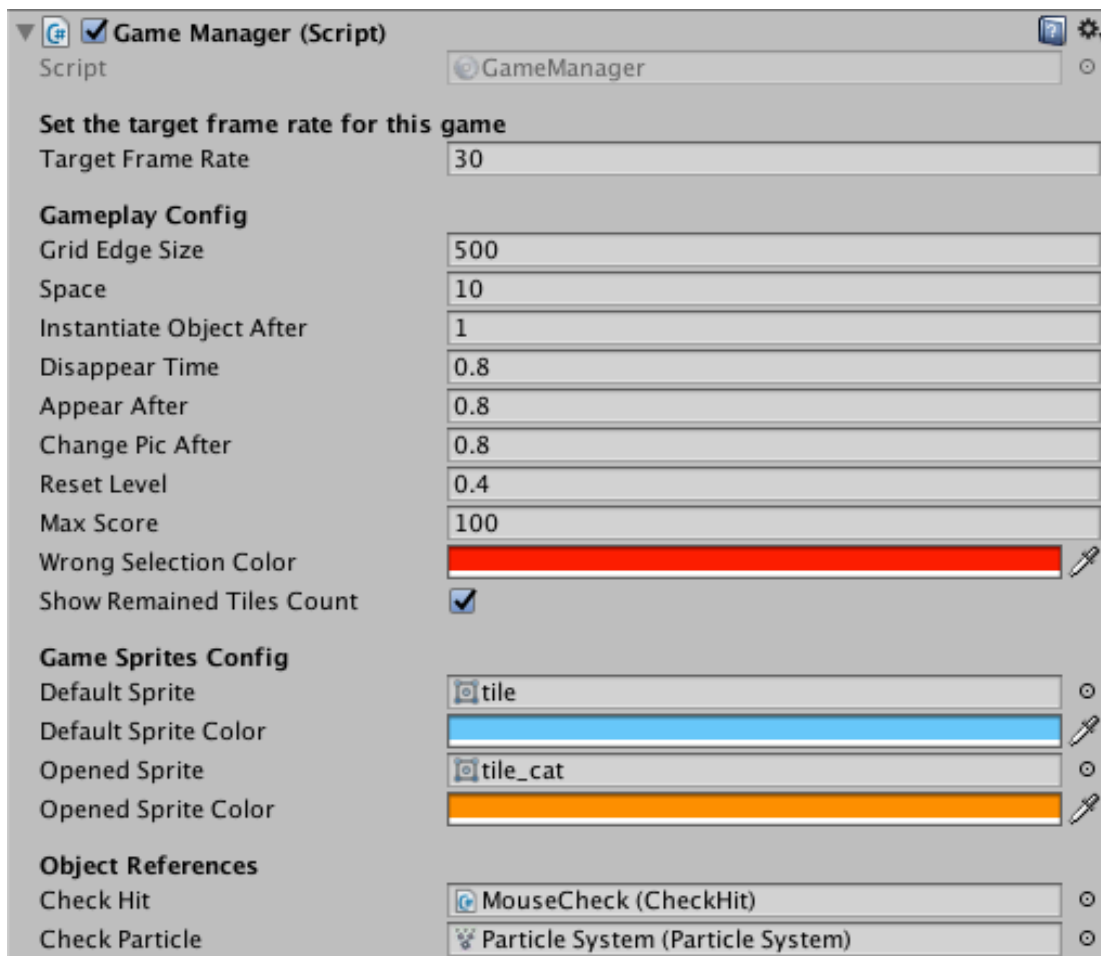 Game Manager (Script)
Script GameManager
Set the target frame rate for this game
Target Frame Rate 30
Gameplay Config
Grid Edge Size 500
Space 10
Instantiate Object After 1
Disappear Time 0.8
Appear After 0.8
Change Pic After 0.8
Reset Level 0.4
Max Score 100
Wrong Selection Color
Show Remained Tiles Count
Game Sprites Config
Default Sprite tile
Default Sprite Color
Opened Sprite tile_cat
Opened Sprite Color
Object References
Check Hit MouseCheck (CheckHit)
Check Particle Particle System (Particle System)